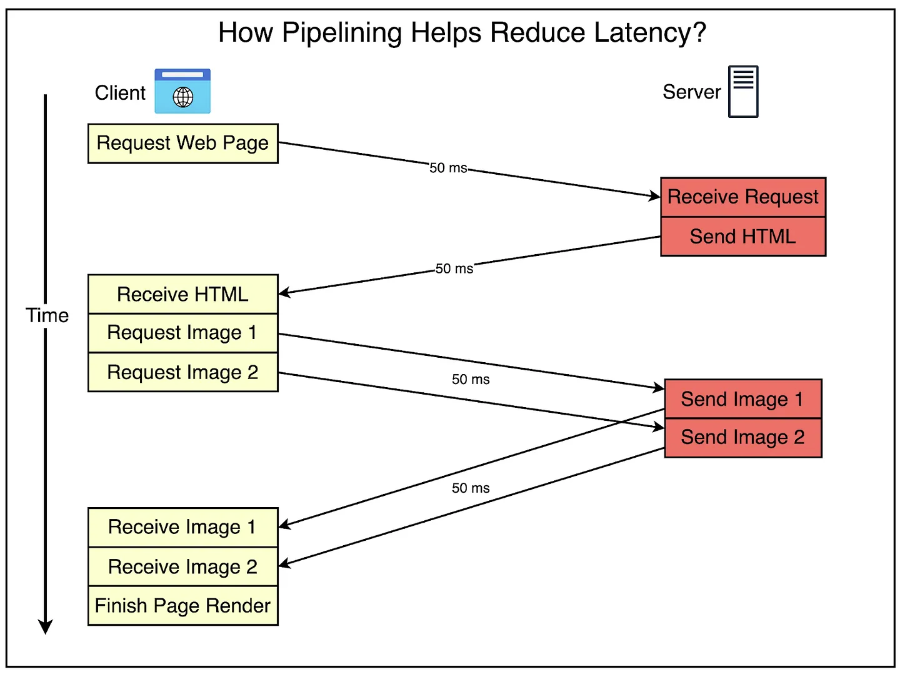 How Pipelining Helps Reduce Latency?
Client
Server
Request Web Page
50 ms
Receive Request
Send HTML
50 ms
Receive HTML
Time
Request Image 1
Request Image 2
50 ms
Send Image 1
Send Image 2
50 ms
Receive Image 1
Receive Image 2
Finish Page Render